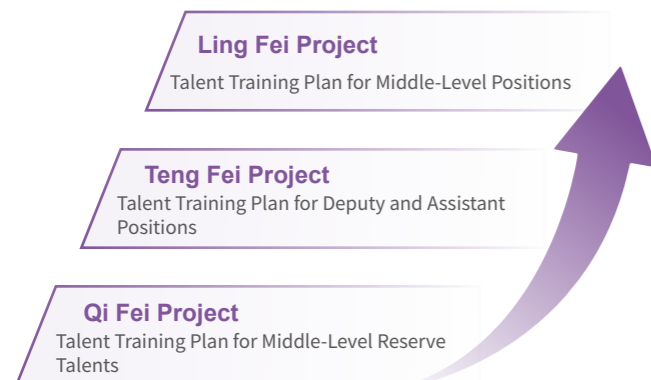 Ling Fei Project
Talent Training Plan for Middle-Level Positions
Teng Fei Project
Talent Training Plan for Deputy and Assistant
Positions
Qi Fei Project
Talent Training Plan for Middle-Level Reserve
Talents